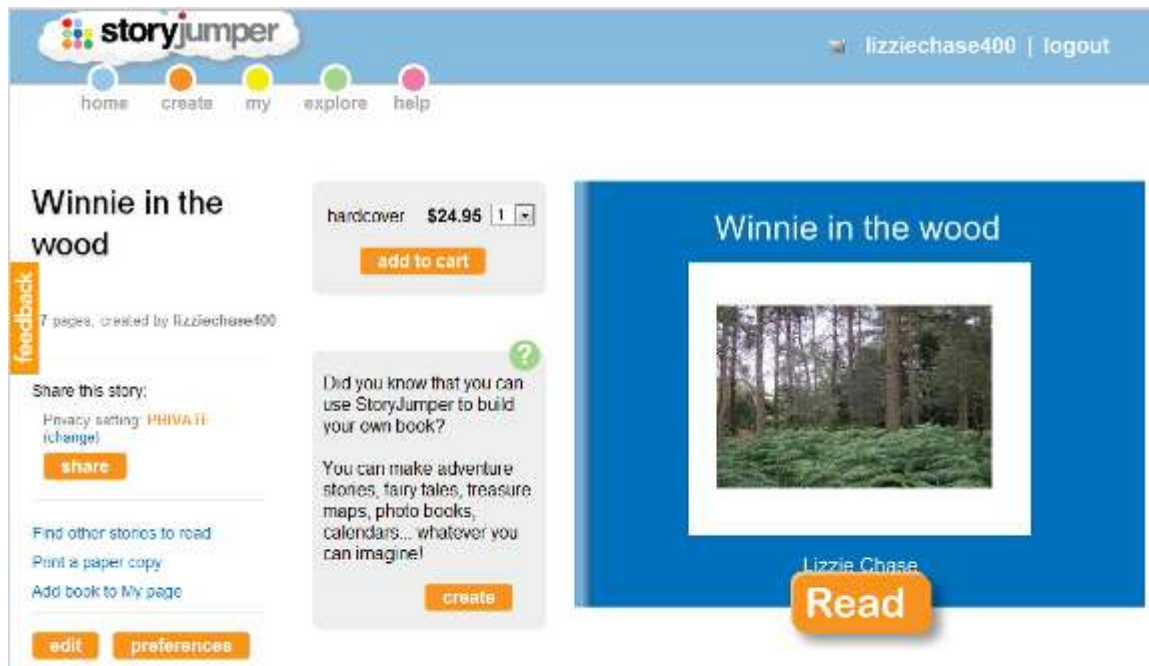 storyjumper
lizziechase400 | logout
home create my explore help
Winnie in the
wood
feedback
7 pages, created by lizziechase400
Share this story:
Privacy setting: PRIVATE
(change)
share
Find other stories to read
Print a paper copy
Add book to My page
edit preferences
hardcover $24.95 1
add to cart
?
Did you know that you can
use StoryJumper to build
your own book?
You can make adventure
stories, fairy tales, treasure
maps, photo books,
calendars... whatever you
can imagine!
create
Winnie in the wood
Lizzie Chase
Read